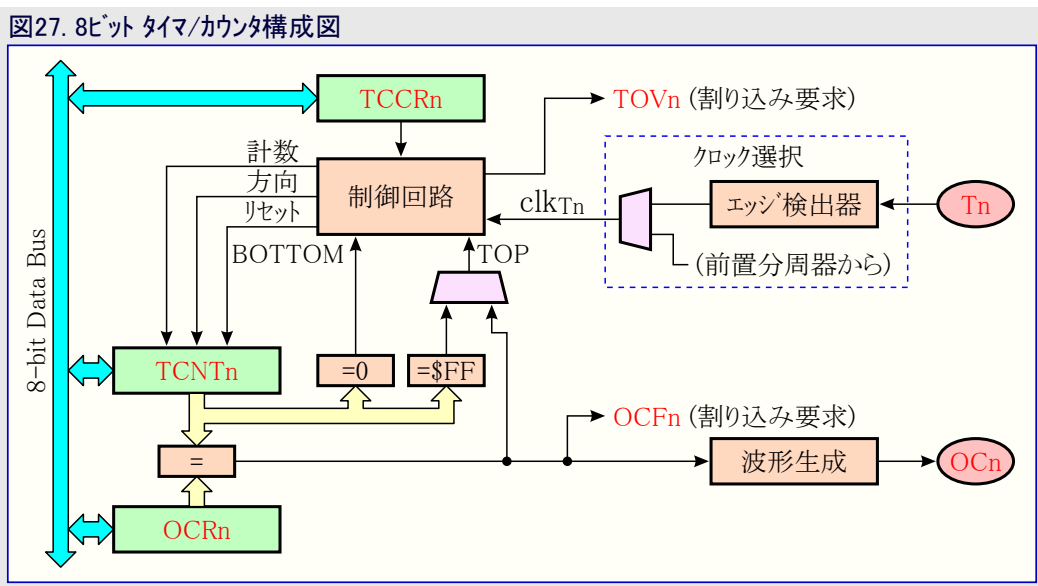 図27. 8ビット タイマ/カウンタ構成図
TCCRn
TOVn (割り込み要求)
計数
方向
リセット
制御回路
クロック選択
clkTn
エッジ検出器
Tn
BOTTOM
TOP
(前置分周器から)
8-bit Data Bus
TCNTn
=0
=$FF
OCFn (割り込み要求)
=
波形生成
OCn
OCRn